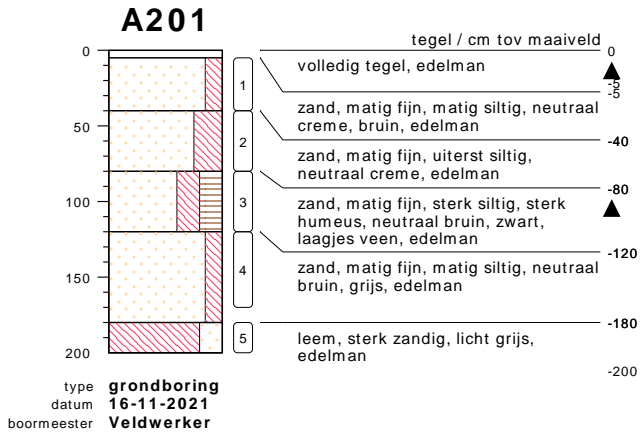 A201
tegel / cm tov maaiveld
0
0
volledig tegel, edelman
-5
-5
1
zand, matig fijn, matig siltig, neutraal
creme, bruin, edelman
50
-40
2
zand, matig fijn, uiterst siltig,
neutraal creme, edelman
-80
100
3
zand, matig fijn, sterk siltig, sterk
humeus, neutraal bruin, zwart,
laagjes veen, edelman
-120
150
4
zand, matig fijn, matig siltig, neutraal
bruin, grijs, edelman
-180
200
5
leem, sterk zandig, licht grijs,
edelman
-200
type grondboring
datum 16-11-2021
boormeester Veldwerker